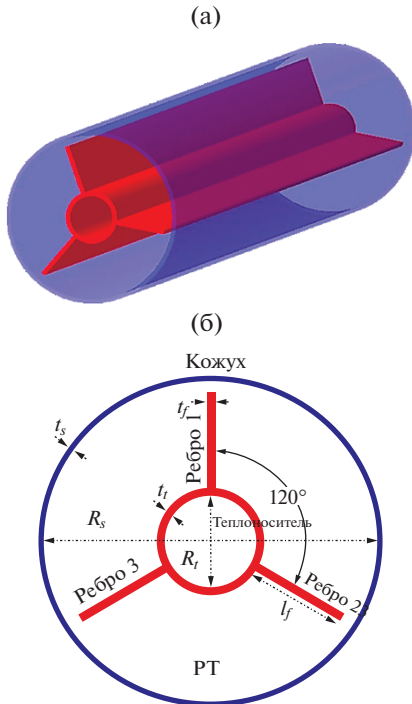 (а)
(б)
Кожух
t_f
t_s
Ребро 1
t_t
120°
Теплоноситель
R_s
R_t
Ребро 3
Ребро 2
l_f
РТ